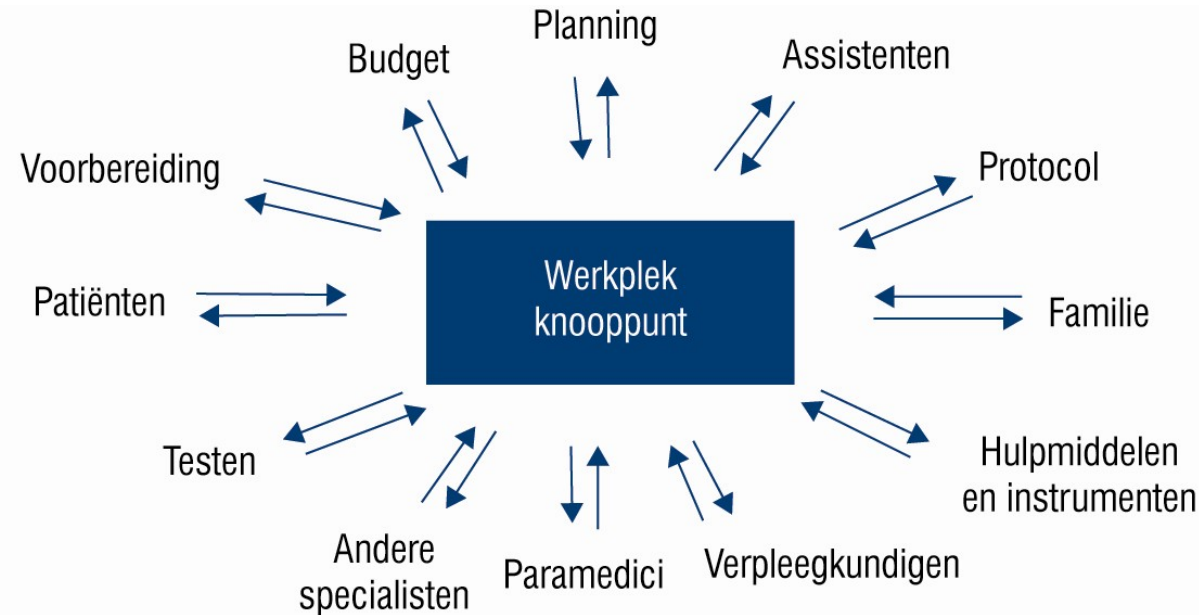 Planning
Budget
Assistenten
Voorbereiding
Protocol
Werkplek
knooppunt
Patiënten
Familie
Testen
Hulpmiddelen
en instrumenten
Andere
specialisten
Paramedici
Verpleegkundigen